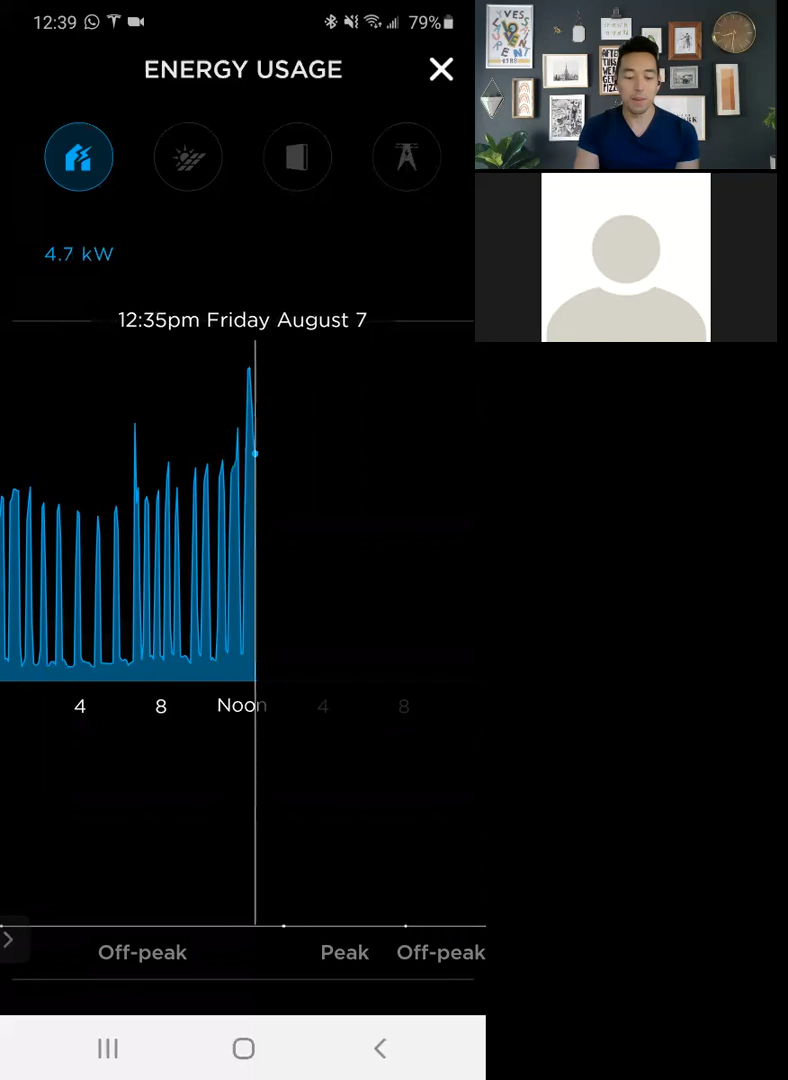 12:39
79%
ENERGY USAGE
4.7 kW
12:35pm Friday August 7
4 8 Noon 4 8
Off-peak Peak Off-peak
YVES